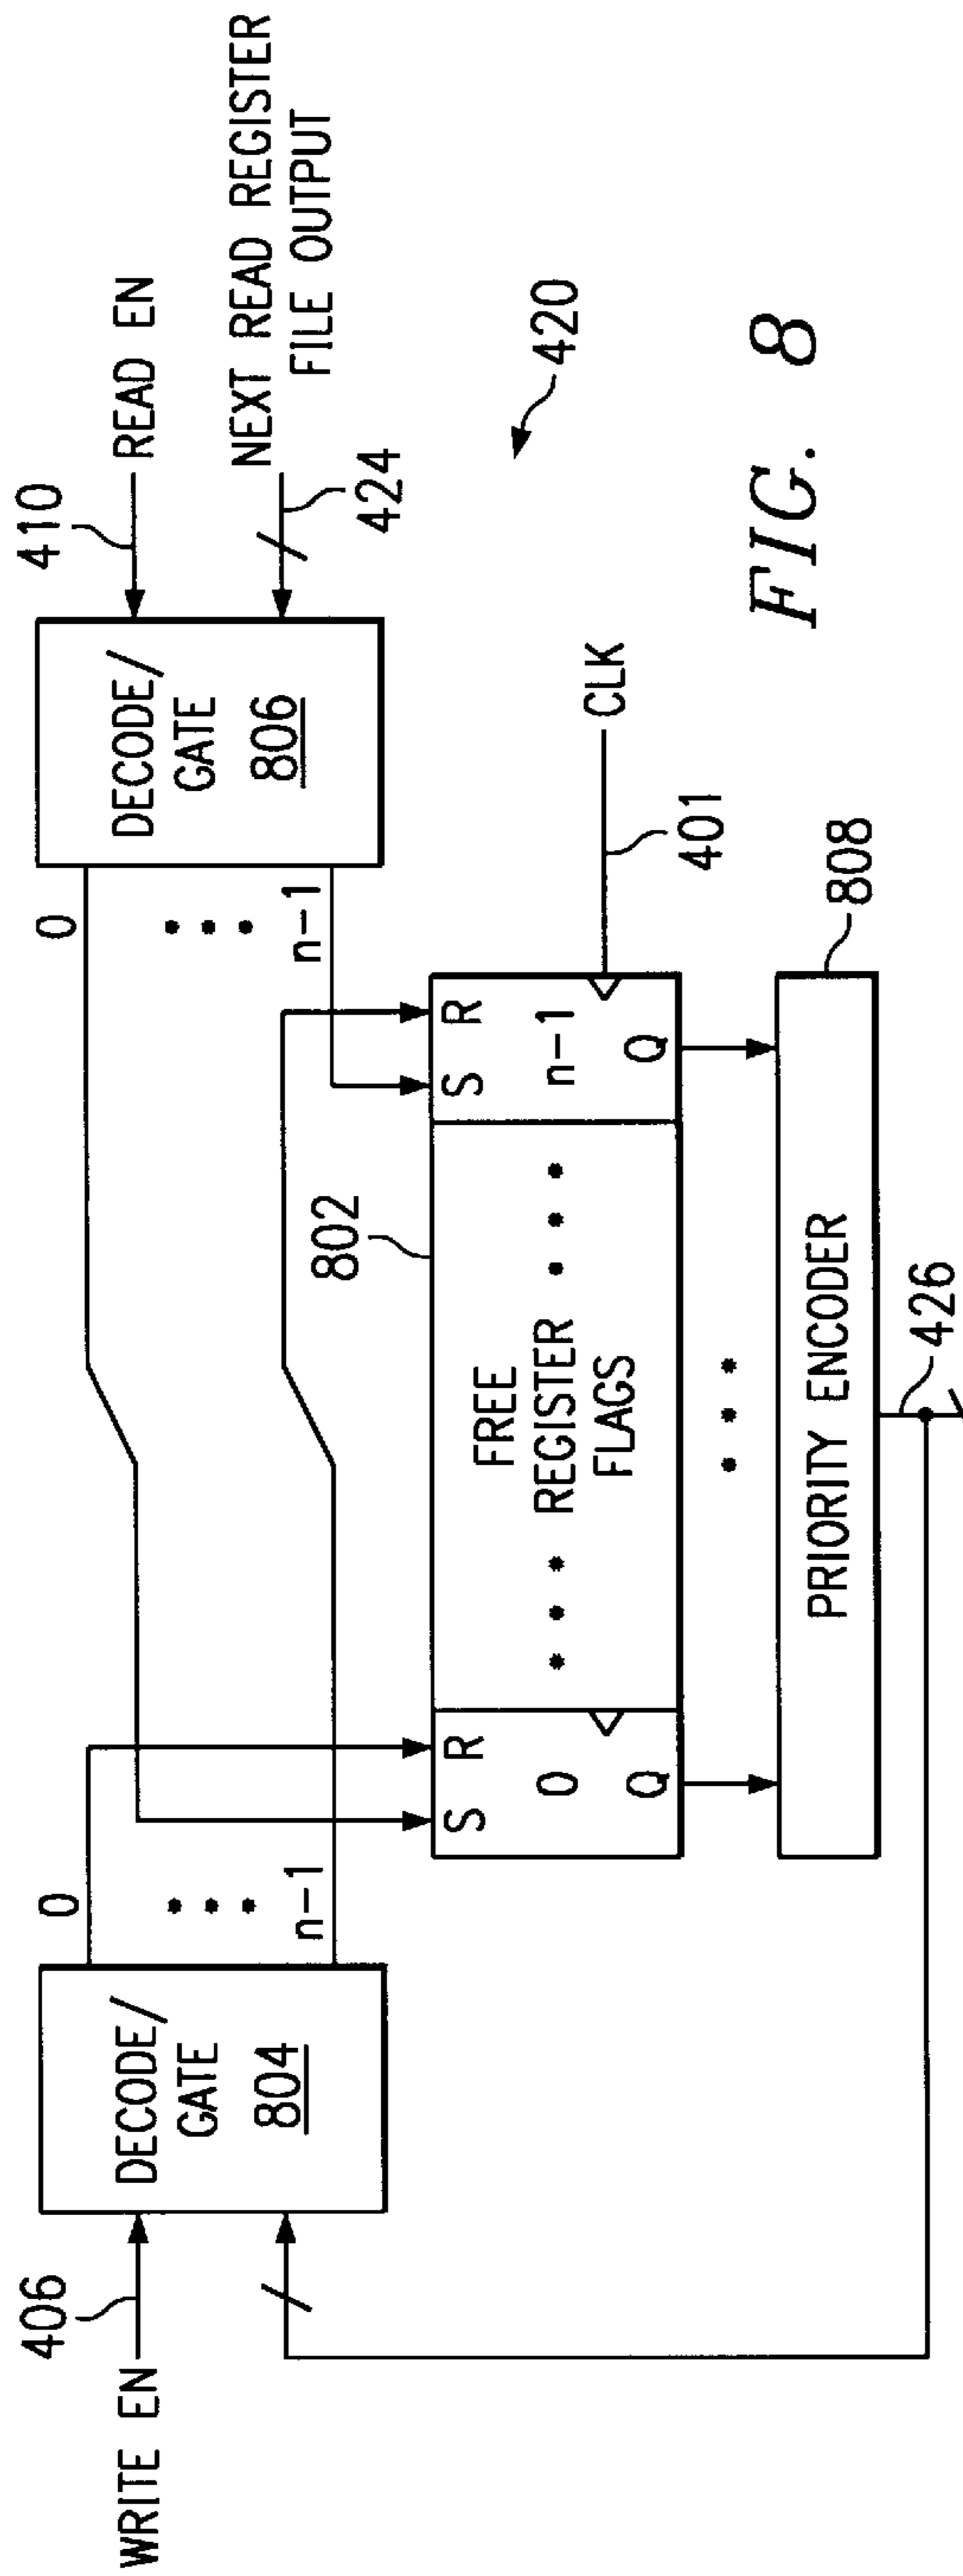 WRITE EN
406
DECODE/
GATE
804
0
n-1
0
n-1
DECODE/
GATE
806
410
READ EN
NEXT READ REGISTER
FILE OUTPUT
424
420
802
S R
0
Q
FREE
REGISTER
FLAGS
S R
n-1
Q
CLK
401
PRIORITY ENCODER
808
426
FIG. 8